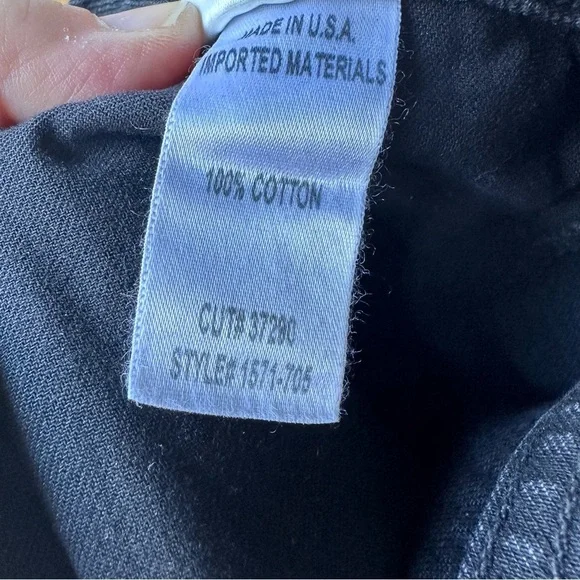 MADE IN U.S.A.
IMPORTED MATERIALS
100% COTTON
CUT# 37290
STYLE# 1571-705